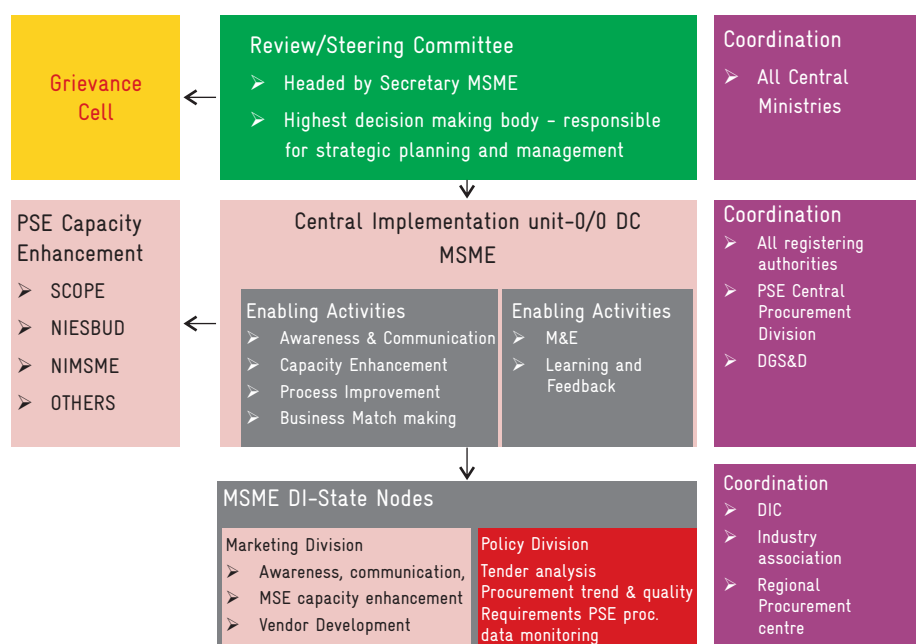 Grievance
Cell
Review/Steering Committee
➢ Headed by Secretary MSME
➢ Highest decision making body - responsible
for strategic planning and management
Coordination
➢ All Central
Ministries
PSE Capacity
Enhancement
➢ SCOPE
➢ NIESBUD
➢ NIMSME
➢ OTHERS
Central Implementation unit-0/0 DC
MSME
Enabling Activities
➢ Awareness & Communication
➢ Capacity Enhancement
➢ Process Improvement
➢ Business Match making
Enabling Activities
➢ M&E
➢ Learning and
Feedback
Coordination
➢ All registering
authorities
➢ PSE Central
Procurement
Division
➢ DGS&D
MSME DI-State Nodes
Marketing Division
➢ Awareness, communication,
➢ MSE capacity enhancement
➢ Vendor Development
Policy Division
Tender analysis
Procurement trend & quality
Requirements PSE proc.
data monitoring
Coordination
➢ DIC
➢ Industry
association
➢ Regional
Procurement
centre